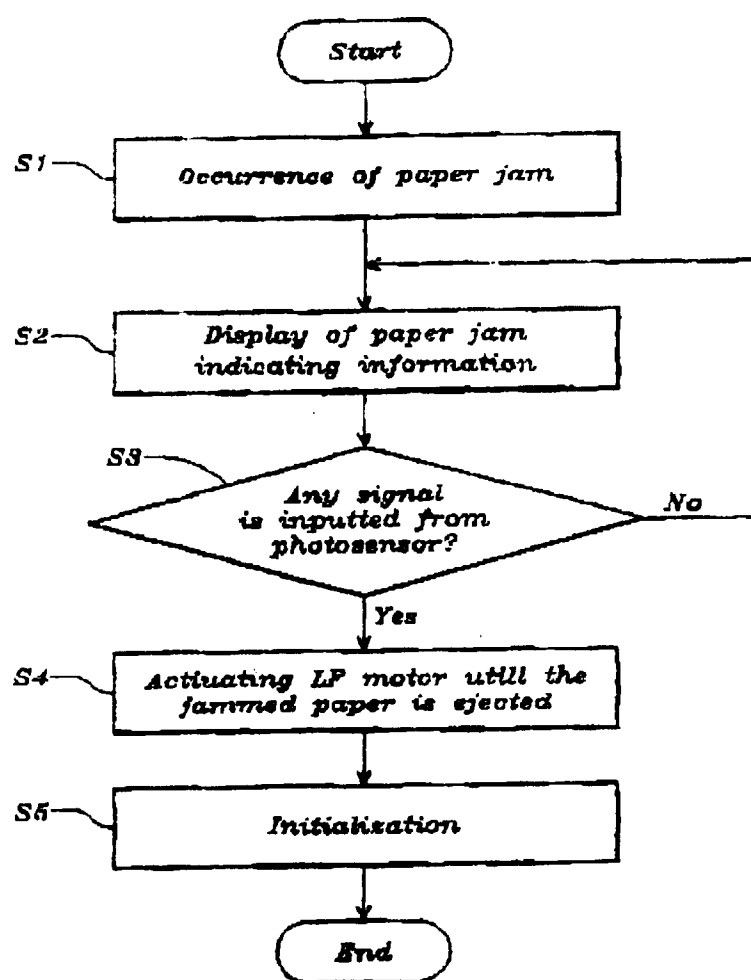 Start
S1
Occurrence of paper jam
S2
Display of paper jam
indicating information
S3
Any signal
is inputted from
photosensor?
No
Yes
S4
Actiuating LF motor utill the
jammed paper is ejected
S5
Initialization
End